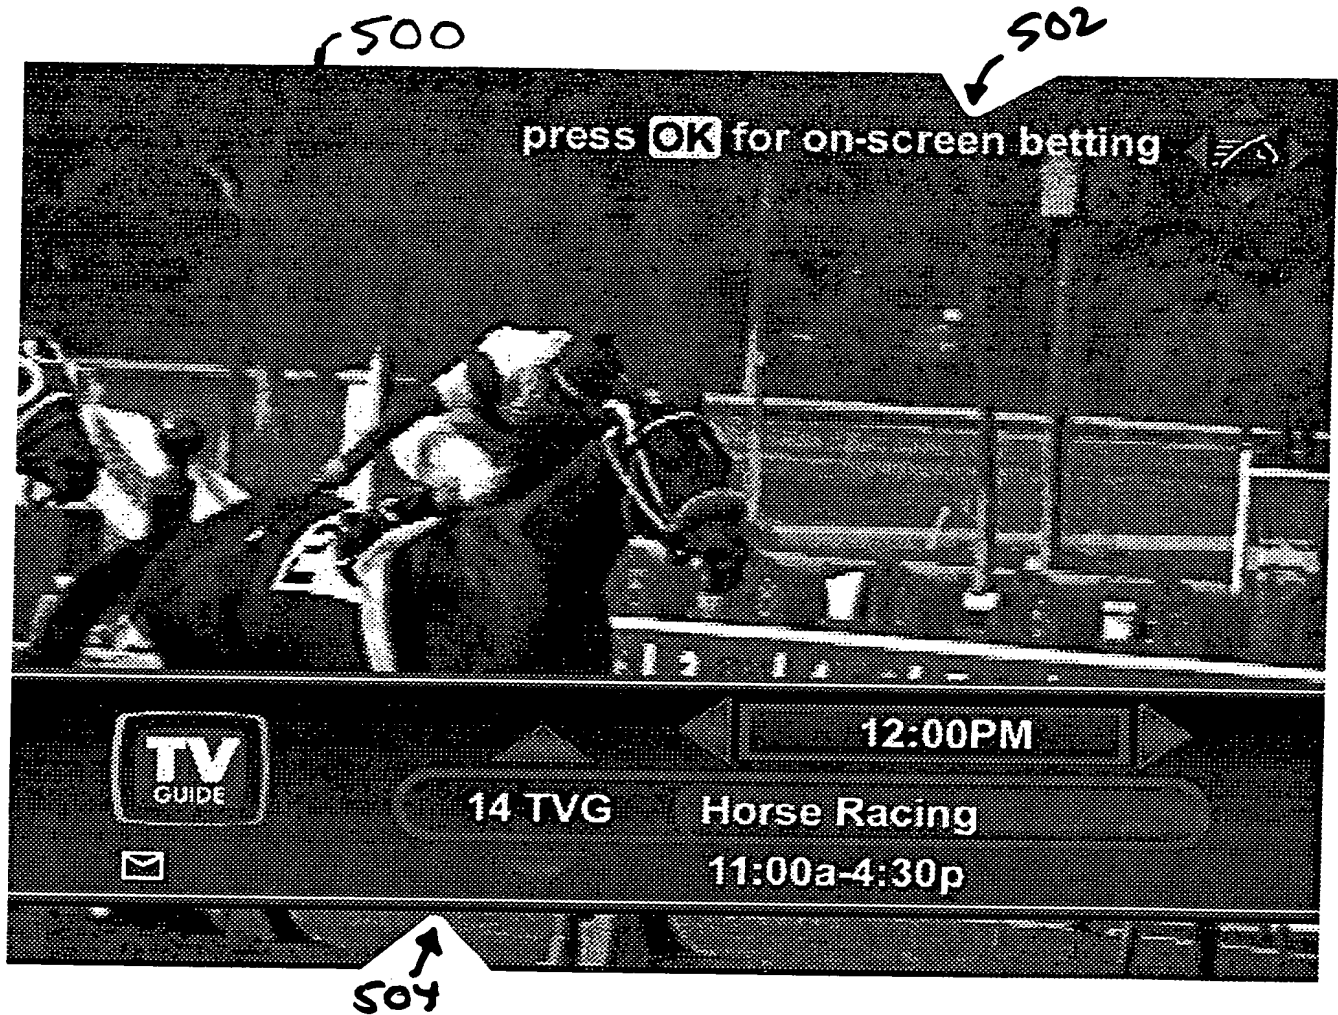 500
502
press OK for on-screen betting
TV
GUIDE
12:00PM
14 TVG
Horse Racing
11:00a-4:30p
504